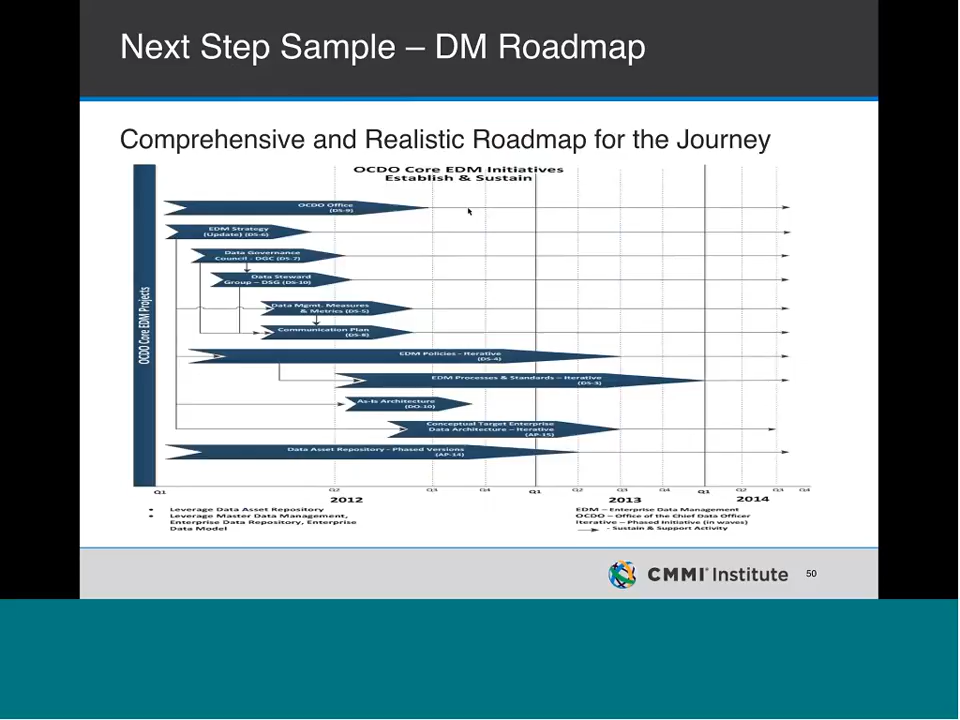 Next Step Sample – DM Roadmap
Comprehensive and Realistic Roadmap for the Journey
OCDO Core EDM Initiatives
Establish & Sustain
OCDO Core EDM Projects
OCDO Office
(DS-9)
EDM Strategy
(Update) (DS-6)
Data Governance
Council - DGC (DS-7)
Data Steward
Group – DSG (DS-10)
Data Mgmt. Measures
& Metrics (DS-5)
Communication Plan
(DS-8)
EDM Policies – Iterative
(DS-4)
EDM Processes & Standards – Iterative
(DS-3)
As-Is Architecture
(DO-10)
Conceptual Target Enterprise
Data Architecture – Iterative
(AP-15)
Data Asset Repository - Phased Versions
(AP-14)
Q1 Q2 Q3 Q4 Q1 Q2 Q3 Q4 Q1 Q2 Q3 Q4
2012 2013 2014
• Leverage Data Asset Repository
• Leverage Master Data Management,
Enterprise Data Repository, Enterprise
Data Model
EDM – Enterprise Data Management
OCDO – Office of the Chief Data Officer
Iterative – Phased Initiative (in waves)
- Sustain & Support Activity
CMMI® Institute
50